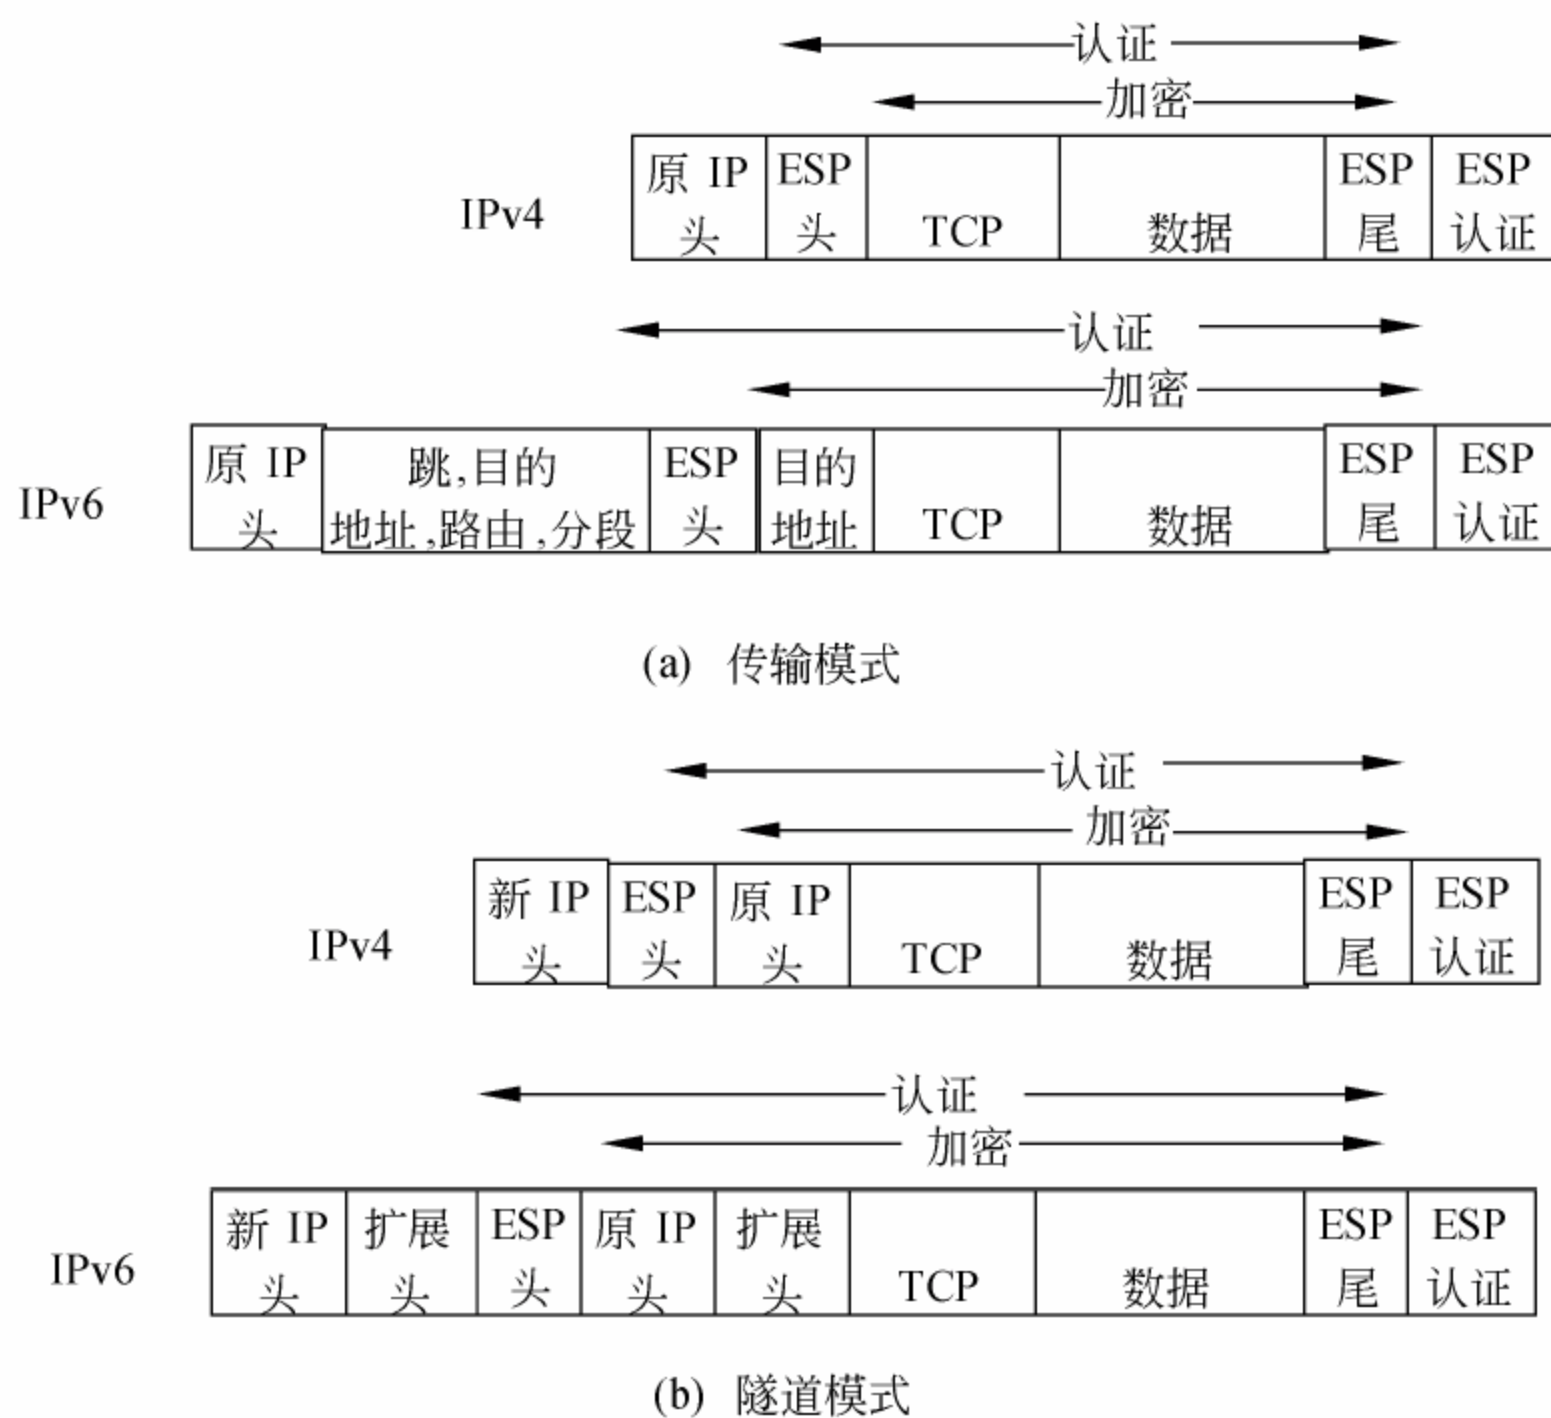 认证
加密
IPv4
原 IP 头
ESP 头
TCP
数据
ESP 尾
ESP 认证
认证
加密
IPv6
原 IP 头
跳,目的地址,路由,分段
ESP 头
目的地址
TCP
数据
ESP 尾
ESP 认证
(a) 传输模式
认证
加密
IPv4
新 IP 头
ESP 头
原 IP 头
TCP
数据
ESP 尾
ESP 认证
认证
加密
IPv6
新 IP 头
扩展头
ESP 头
原 IP 头
扩展头
TCP
数据
ESP 尾
ESP 认证
(b) 隧道模式